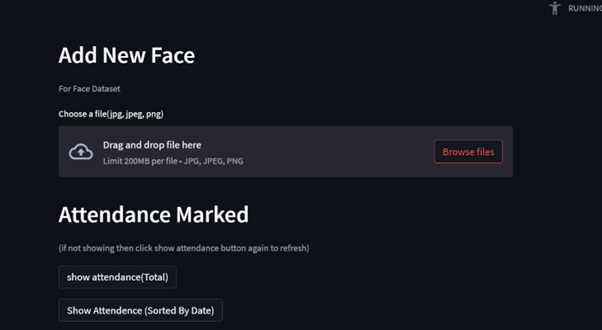 RUNNING
Add New Face
For Face Dataset
Choose a file(jpg, jpeg, png)
Drag and drop file here
Limit 200MB per file • JPG, JPEG, PNG
Browse files
Attendance Marked
(if not showing then click show attendance button again to refresh)
show attendance(Total)
Show Attendence (Sorted By Date)